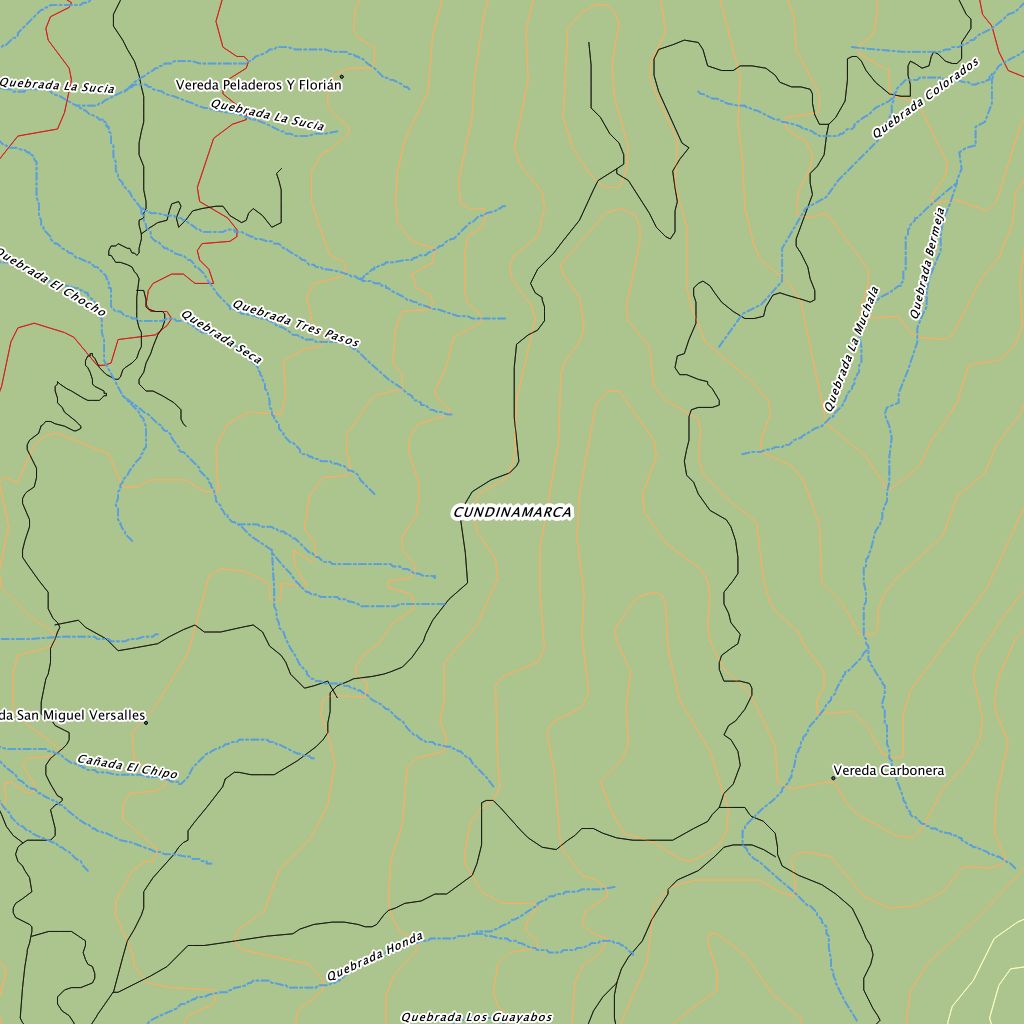 Quebrada La Sucia
Vereda Peladeros Y Florián
Quebrada La Sucia
Quebrada Colorados
Quebrada El Chocho
Quebrada Tres Pasos
Quebrada Seca
Quebrada Bermeja
Quebrada La Muchala
CUNDINAMARCA
da San Miguel Versalles
Cañada El Chipo
Vereda Carbonera
Quebrada Honda
Quebrada Los Guayabos